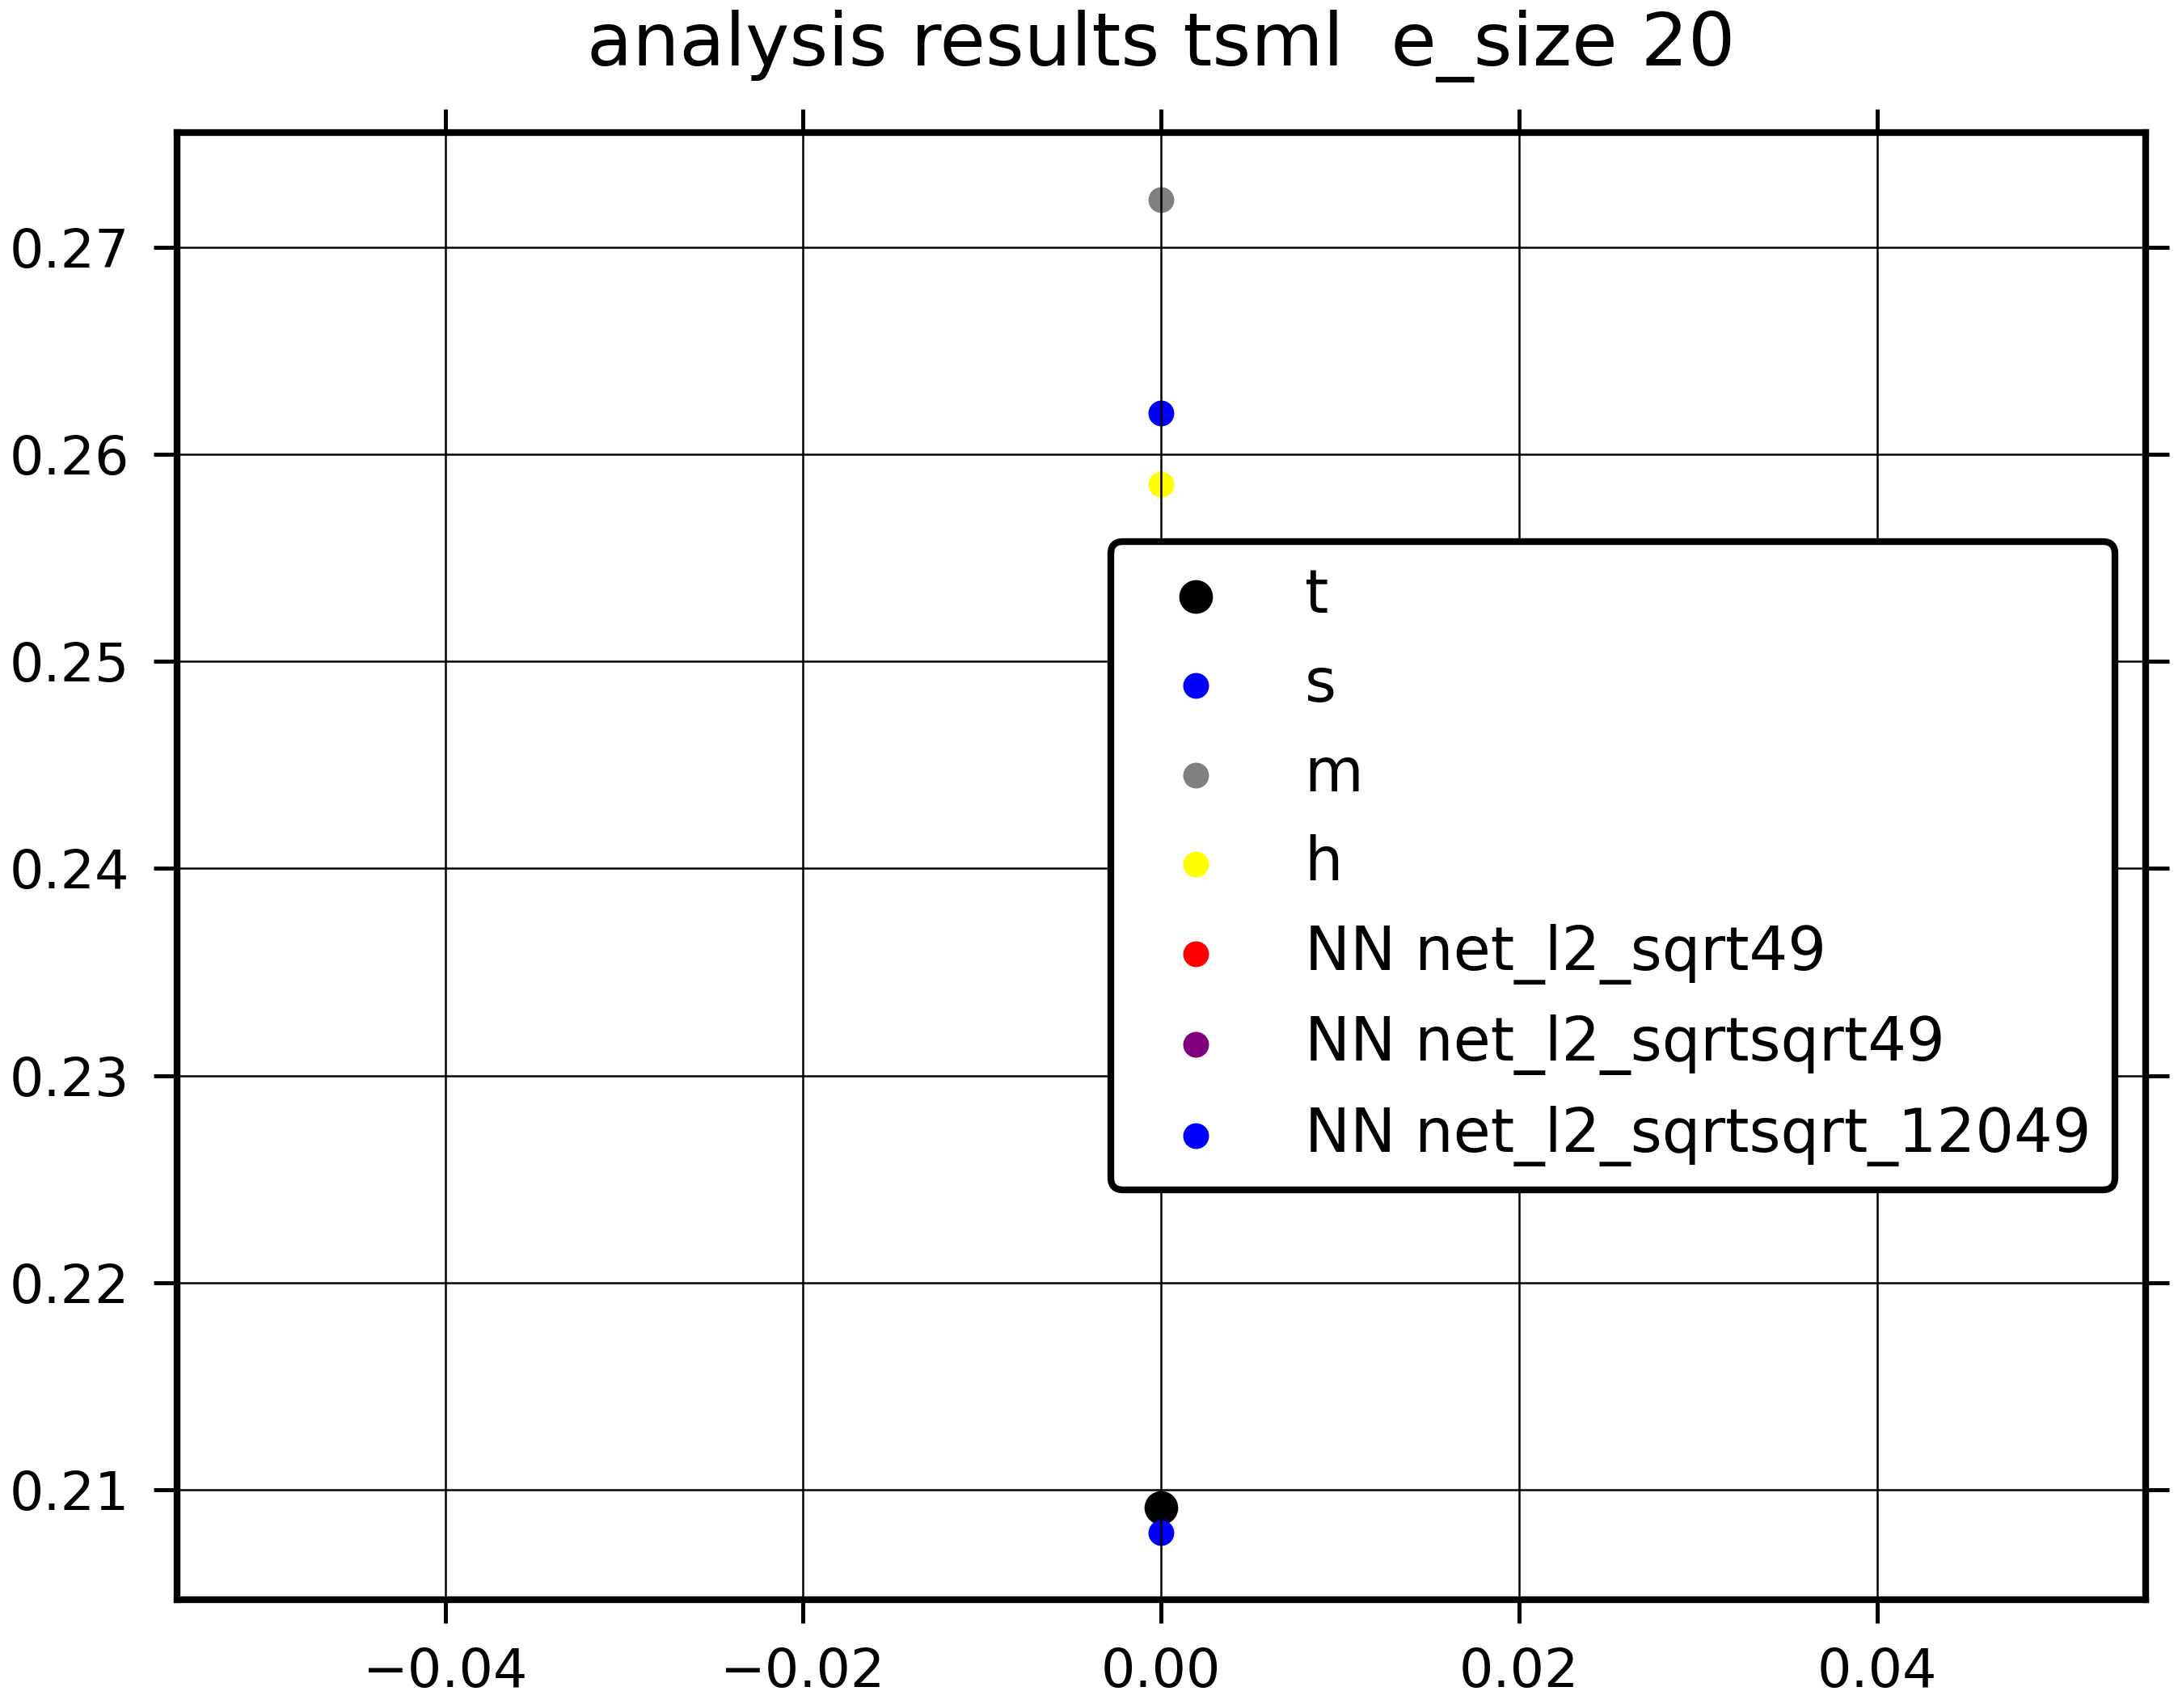 analysis results tsml  e_size 20
0.27
0.26
0.25
0.24
0.23
0.22
0.21
t
s
m
h
NN net_l2_sqrt49
NN net_l2_sqrtsqrt49
NN net_l2_sqrtsqrt_12049
−0.04 −0.02 0.00 0.02 0.04